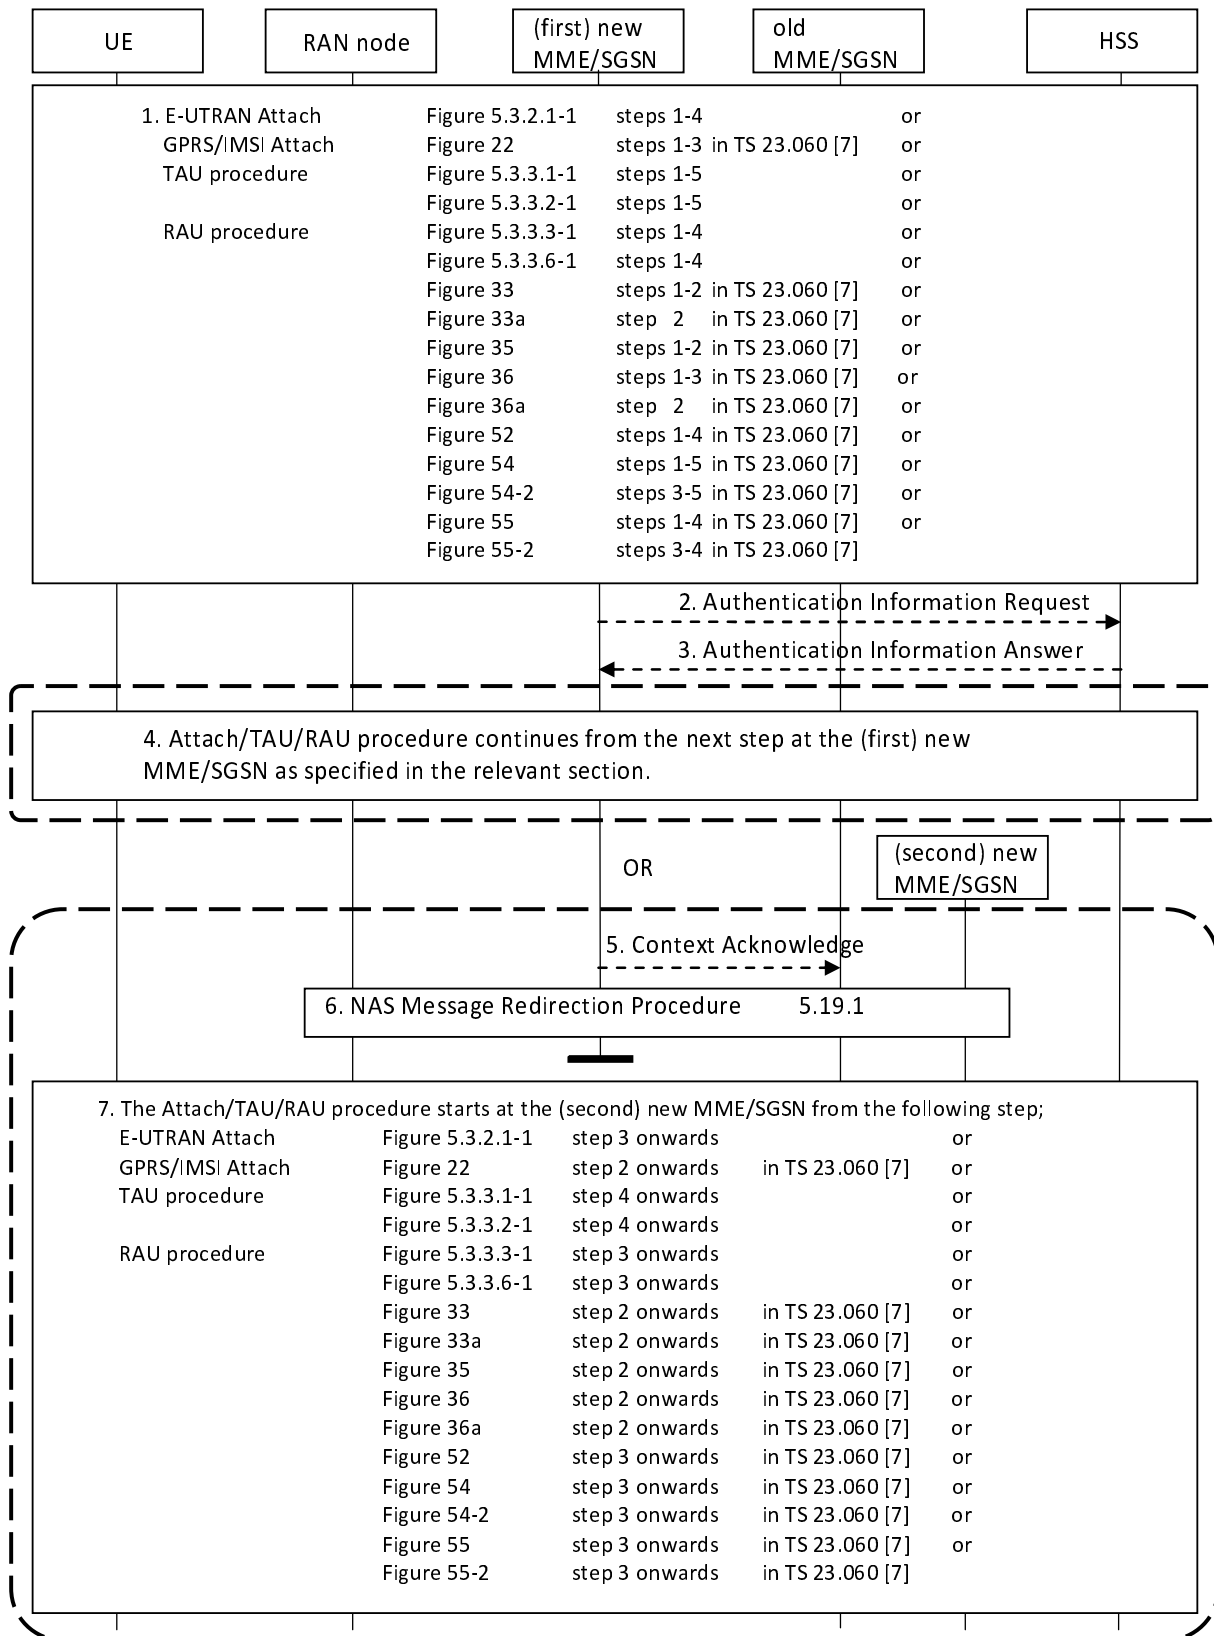 UE
RAN node
(first) new
MME/SGSN
old
MME/SGSN
HSS
1. E-UTRAN Attach Figure 5.3.2.1-1 steps 1-4 or
GPRS/IMSI Attach Figure 22 steps 1-3 in TS 23.060 [7] or
TAU procedure Figure 5.3.3.1-1 steps 1-5 or
Figure 5.3.3.2-1 steps 1-5 or
RAU procedure Figure 5.3.3.3-1 steps 1-4 or
Figure 5.3.3.6-1 steps 1-4 or
Figure 33 steps 1-2 in TS 23.060 [7] or
Figure 33a step 2 in TS 23.060 [7] or
Figure 35 steps 1-2 in TS 23.060 [7] or
Figure 36 steps 1-3 in TS 23.060 [7] or
Figure 36a step 2 in TS 23.060 [7] or
Figure 52 steps 1-4 in TS 23.060 [7] or
Figure 54 steps 1-5 in TS 23.060 [7] or
Figure 54-2 steps 3-5 in TS 23.060 [7] or
Figure 55 steps 1-4 in TS 23.060 [7] or
Figure 55-2 steps 3-4 in TS 23.060 [7]
2. Authentication Information Request
3. Authentication Information Answer
4. Attach/TAU/RAU procedure continues from the next step at the (first) new
MME/SGSN as specified in the relevant section.
OR
(second) new
MME/SGSN
5. Context Acknowledge
6. NAS Message Redirection Procedure 5.19.1
7. The Attach/TAU/RAU procedure starts at the (second) new MME/SGSN from the following step;
E-UTRAN Attach Figure 5.3.2.1-1 step 3 onwards or
GPRS/IMSI Attach Figure 22 step 2 onwards in TS 23.060 [7] or
TAU procedure Figure 5.3.3.1-1 step 4 onwards or
Figure 5.3.3.2-1 step 4 onwards or
RAU procedure Figure 5.3.3.3-1 step 3 onwards or
Figure 5.3.3.6-1 step 3 onwards or
Figure 33 step 2 onwards in TS 23.060 [7] or
Figure 33a step 2 onwards in TS 23.060 [7] or
Figure 35 step 2 onwards in TS 23.060 [7] or
Figure 36 step 2 onwards in TS 23.060 [7] or
Figure 36a step 2 onwards in TS 23.060 [7] or
Figure 52 step 3 onwards in TS 23.060 [7] or
Figure 54 step 3 onwards in TS 23.060 [7] or
Figure 54-2 step 3 onwards in TS 23.060 [7] or
Figure 55 step 3 onwards in TS 23.060 [7] or
Figure 55-2 step 3 onwards in TS 23.060 [7]